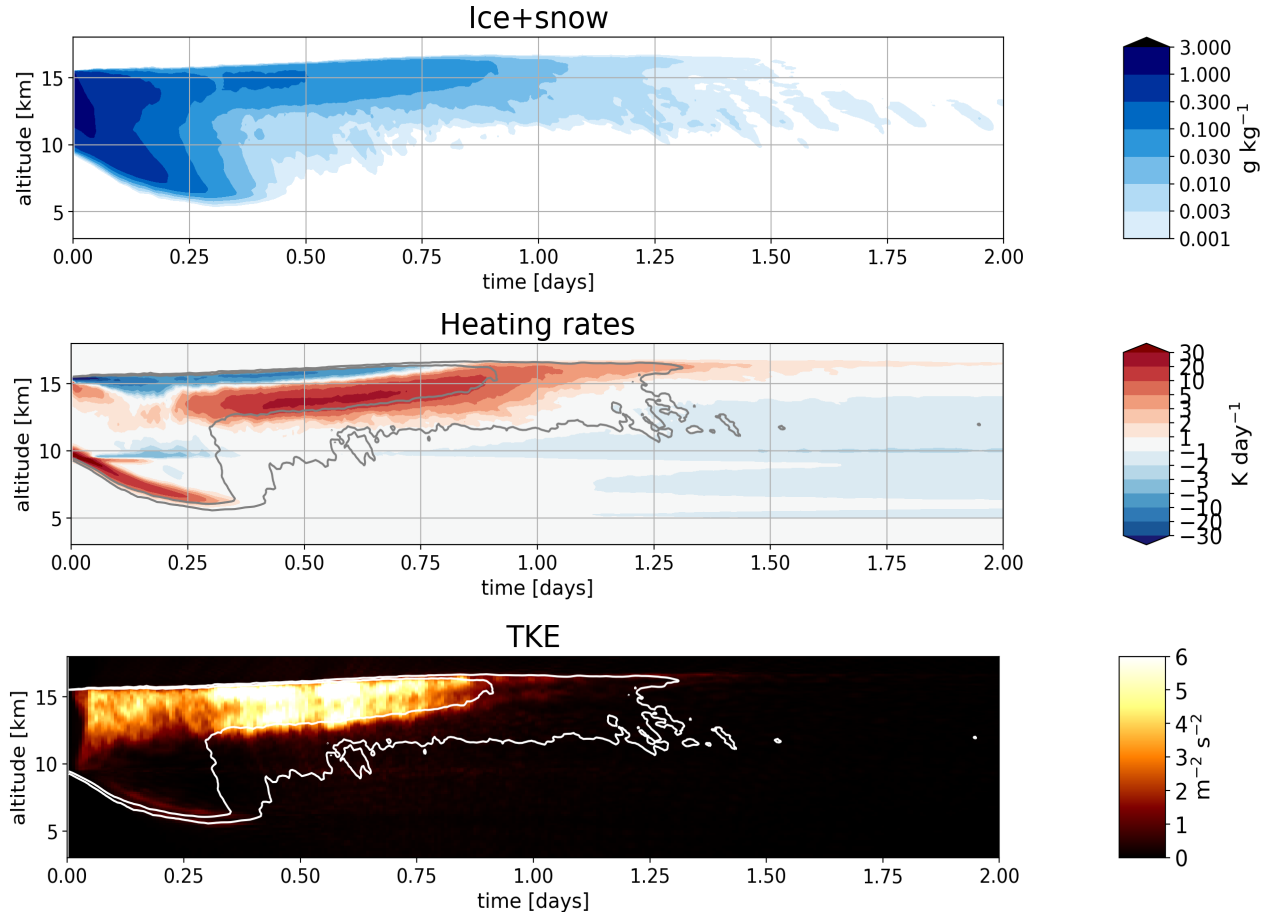 Ice+snow
altitude [km]
15
10
5
0.00 0.25 0.50 0.75 1.00 1.25 1.50 1.75 2.00
time [days]
3.000
1.000
0.300
0.100
0.030
0.010
0.003
0.001
g kg⁻¹
Heating rates
altitude [km]
15
10
5
0.00 0.25 0.50 0.75 1.00 1.25 1.50 1.75 2.00
time [days]
30
20
10
5
3
2
1
−1
−2
−3
−5
−10
−20
−30
K day⁻¹
TKE
altitude [km]
15
10
5
0.00 0.25 0.50 0.75 1.00 1.25 1.50 1.75 2.00
time [days]
6
5
4
3
2
1
0
m⁻² s⁻²